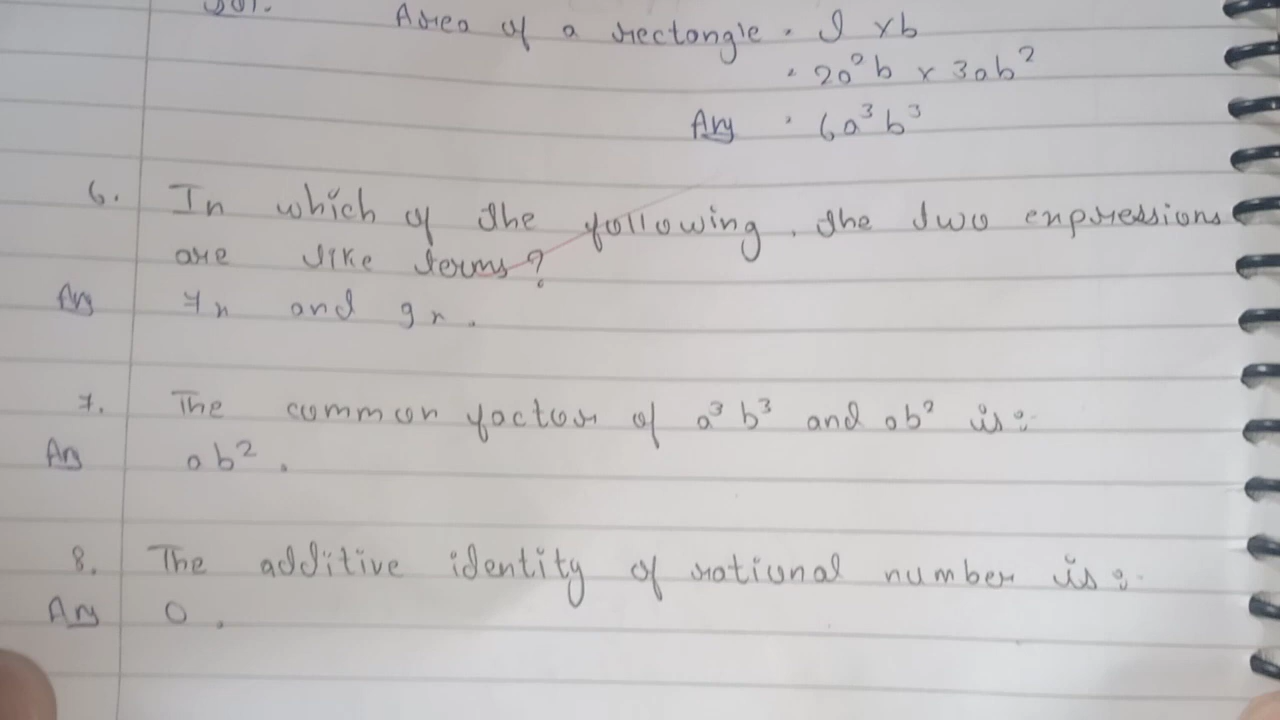 Sol. Area of a rectangle = l x b
= 2a²b x 3ab²
Ans = 6a³b³
6. In which of the following, the two expressions
are like terms?
Ans 7x and 9x.
7. The common factor of a³b³ and ab² is:-
Ans ab².
8. The additive identity of rational number is:-
Ans 0.